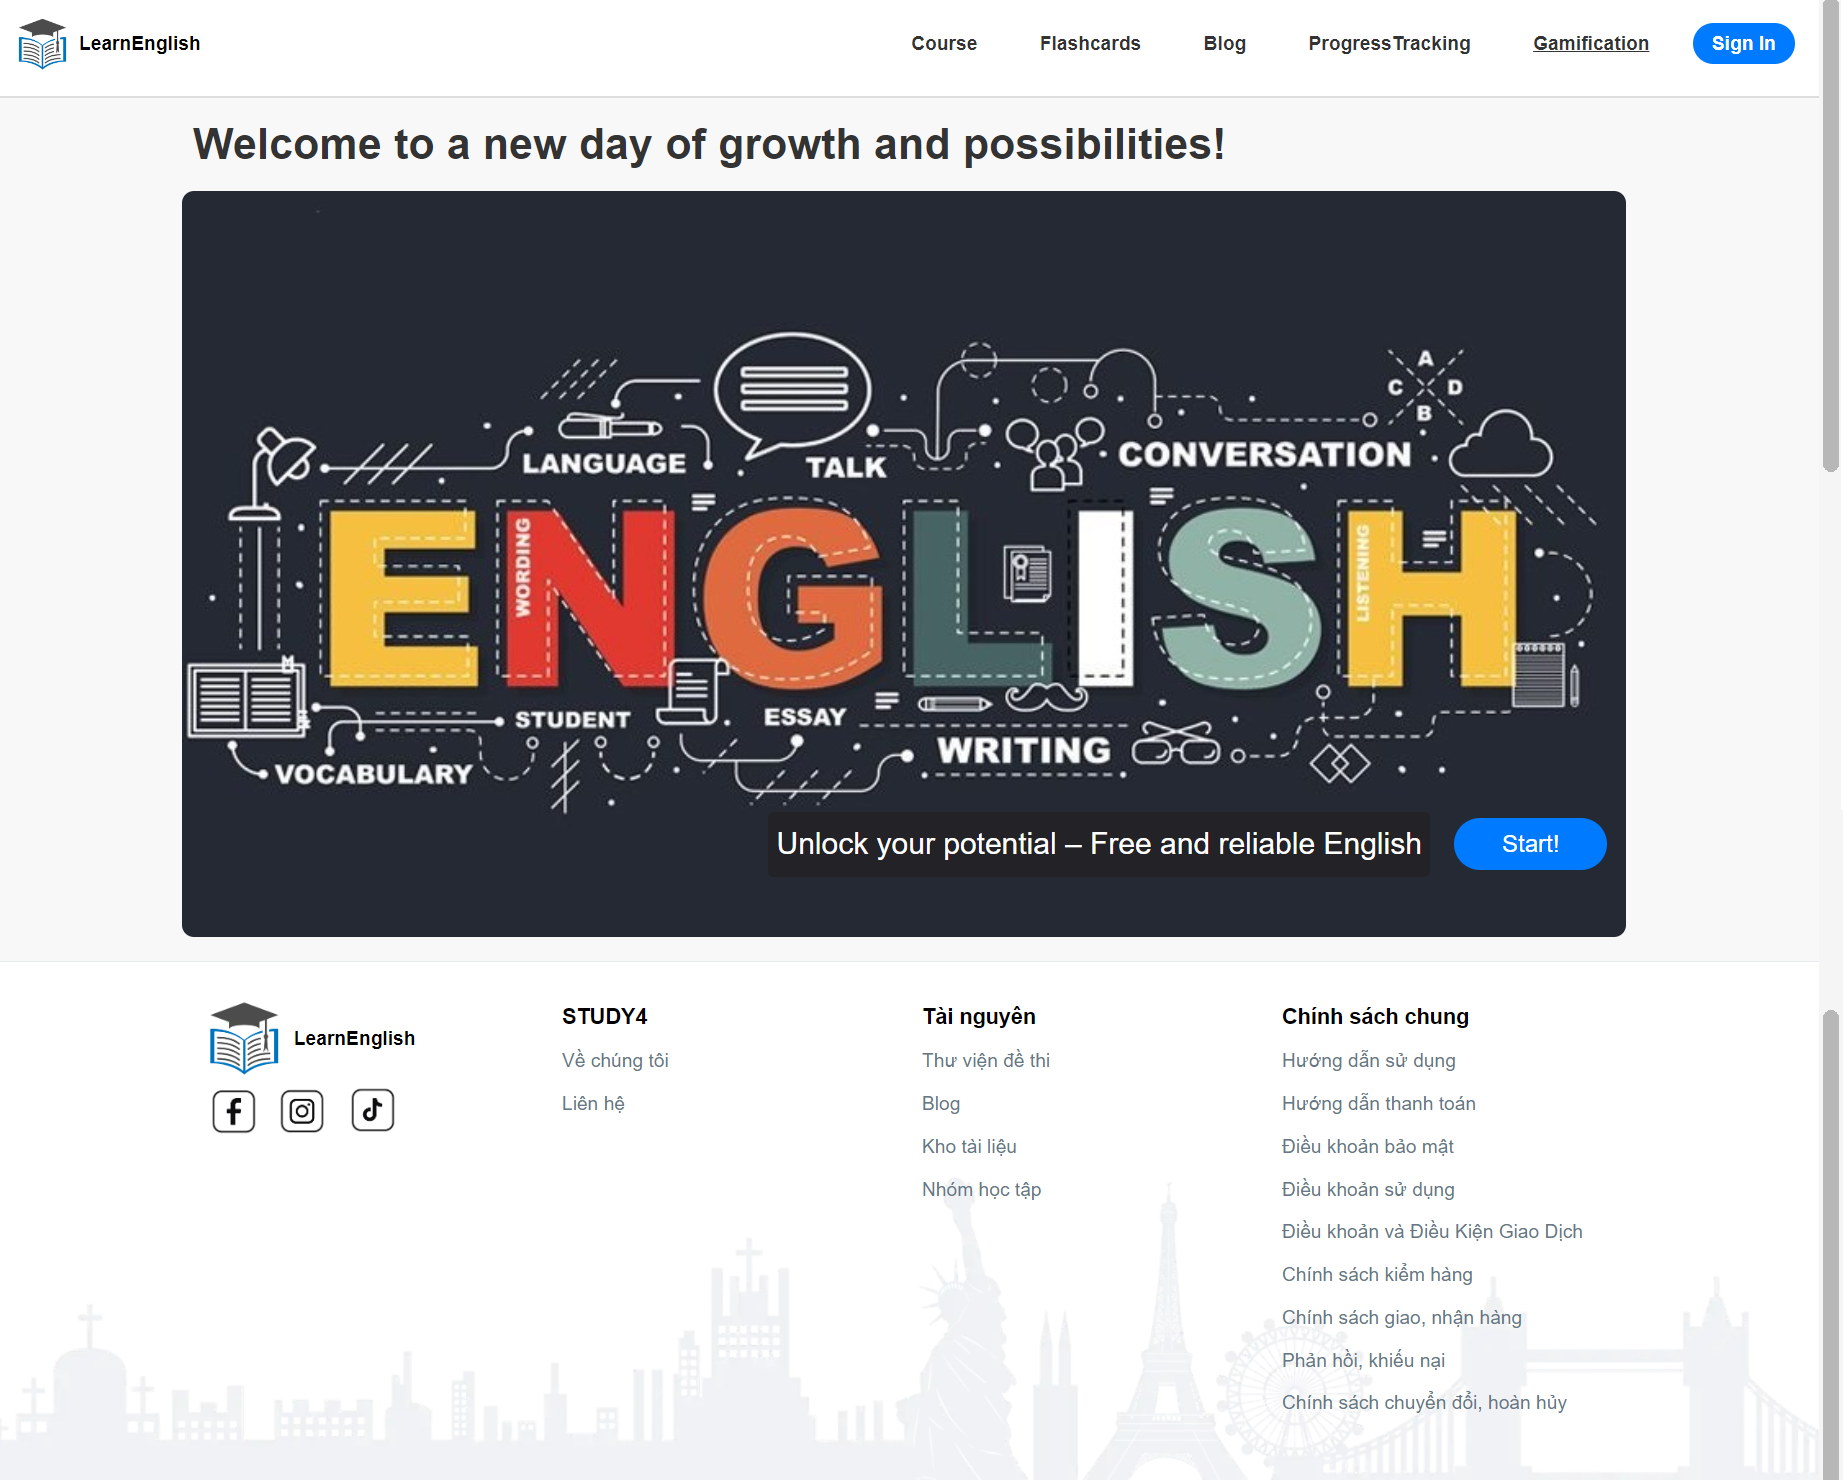 LearnEnglish
Course Flashcards Blog ProgressTracking Gamification Sign In
Welcome to a new day of growth and possibilities!
A
C D
B
LANGUAGE TALK CONVERSATION
ENGLISH
WORDING
LISTENING
STUDENT ESSAY
WRITING
VOCABULARY
Unlock your potential – Free and reliable English
Start!
LearnEnglish
STUDY4
Về chúng tôi
Liên hệ
Tài nguyên
Thư viện đề thi
Blog
Kho tài liệu
Nhóm học tập
Chính sách chung
Hướng dẫn sử dụng
Hướng dẫn thanh toán
Điều khoản bảo mật
Điều khoản sử dụng
Điều khoản và Điều Kiện Giao Dịch
Chính sách kiểm hàng
Chính sách giao, nhận hàng
Phản hồi, khiếu nại
Chính sách chuyển đổi, hoàn hủy